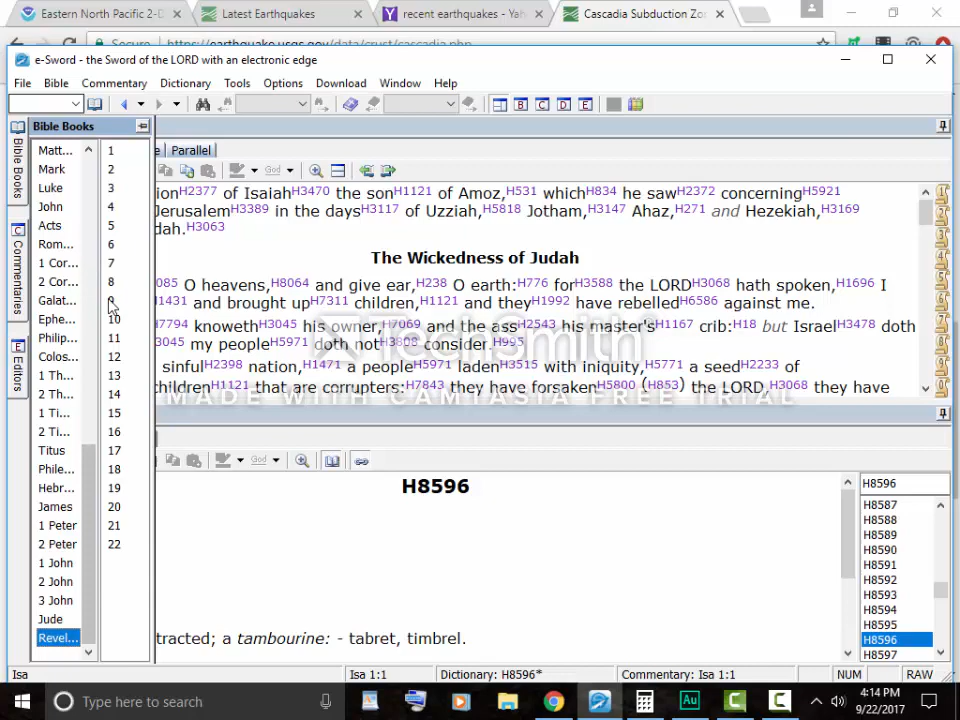 Eastern North Pacific 2-D
Latest Earthquakes
recent earthquakes - Yah
Cascadia Subduction Zo
Secure
https://earthquake.usgs.gov/data/crust/cascadia.php
e-Sword - the Sword of the LORD with an electronic edge
File Bible Commentary Dictionary Tools Options Download Window Help
B C D E
Bible Books
Bible Books
Commentaries
Editors
Matt...
Mark
Luke
John
Acts
Rom...
1 Cor...
2 Cor...
Galat...
Ephe...
Philip...
Colos...
1 Th...
2 Th...
1 Ti...
2 Ti...
Titus
Phile...
Hebr...
James
1 Peter
2 Peter
1 John
2 John
3 John
Jude
Revel...
1
2
3
4
5
6
7
8
9
10
11
12
13
14
15
16
17
18
19
20
21
22
e Parallel
God
ionH2377 of IsaiahH3470 the sonH1121 of Amoz,H531 whichH834 he sawH2372 concerningH5921
JerusalemH3389 in the daysH3117 of Uzziah,H5818 Jotham,H3147 Ahaz,H271 and Hezekiah,H3169
dah.H3063
The Wickedness of Judah
085 O heavens,H8064 and give ear,H238 O earth:H776 forH3588 the LORDH3068 hath spoken,H1696 I
H1431 and brought upH7311 children,H1121 and theyH1992 have rebelledH6586 against me.
H7794 knowethH3045 his owner,H7069 and the assH2543 his master'sH1167 crib:H18 but IsraelH3478 doth
H3045 my peopleH5971 doth notH3808 consider.H995
sinfulH2398 nation,H1471 a peopleH5971 ladenH3515 with iniquity,H5771 a seedH2233 of
childrenH1121 that are corrupters:H7843 they have forsakenH5800 (H853) the LORD,H3068 they have
TechSmith
MADE WITH CAMTASIA FREE TRIAL
God
H8596
tracted; a tambourine: - tabret, timbrel.
H8596
H8587
H8588
H8589
H8590
H8591
H8592
H8593
H8594
H8595
H8596
H8597
Isa
Isa 1:1
Dictionary: H8596*
Commentary: Isa 1:1
NUM
RAW
Type here to search
Au
4:14 PM
9/22/2017